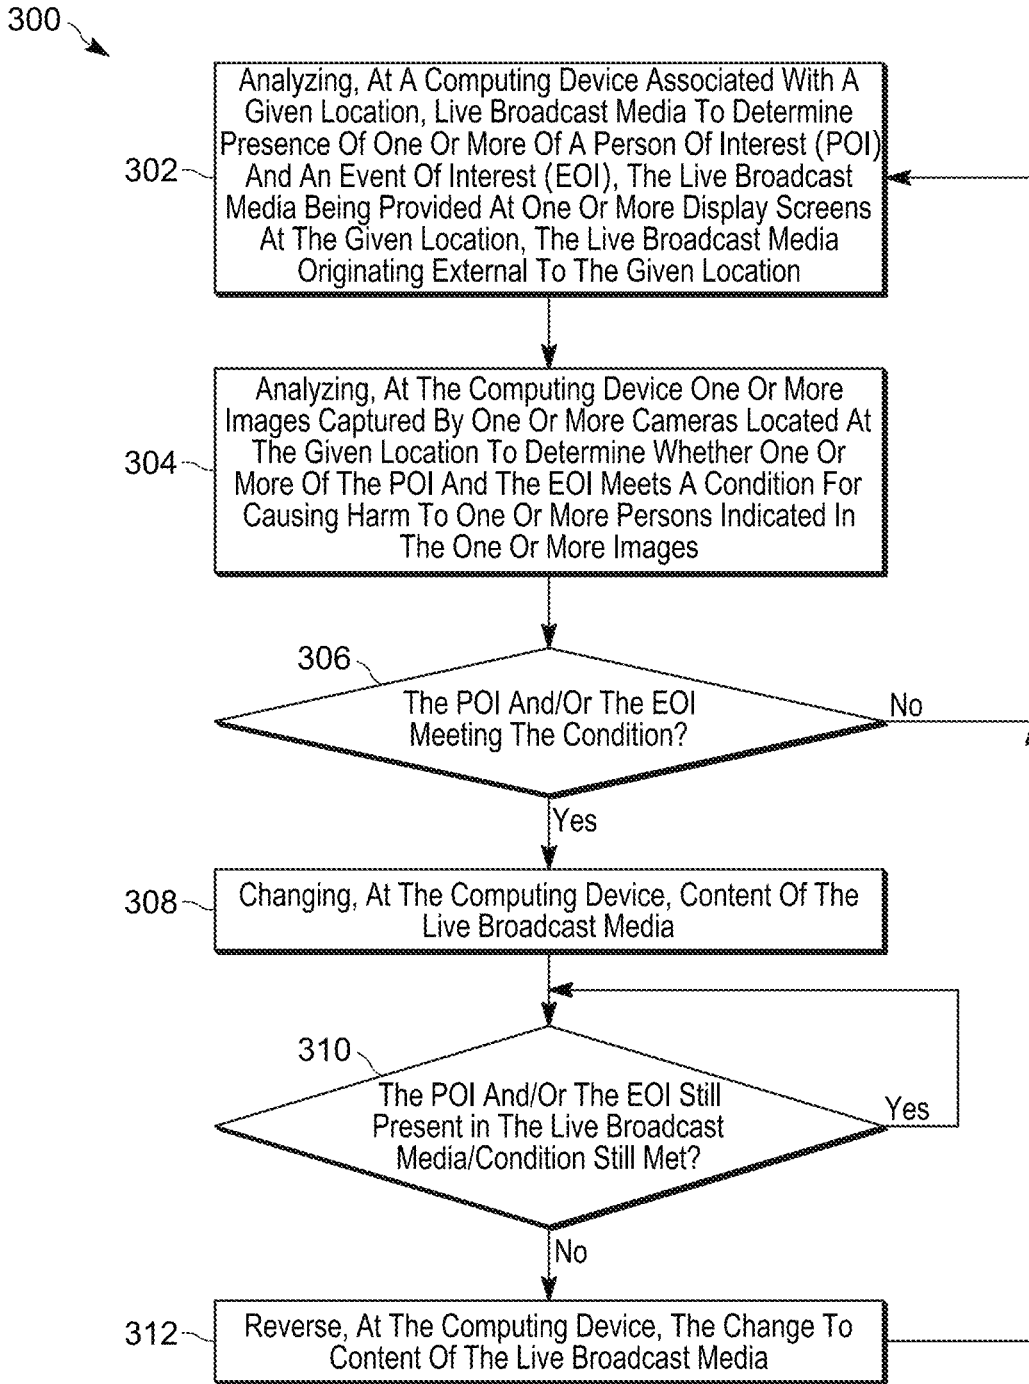 300
Analyzing, At A Computing Device Associated With A
Given Location, Live Broadcast Media To Determine
Presence Of One Or More Of A Person Of Interest (POI)
And An Event Of Interest (EOI), The Live Broadcast
Media Being Provided At One Or More Display Screens
At The Given Location, The Live Broadcast Media
Originating External To The Given Location
302
Analyzing, At The Computing Device One Or More
Images Captured By One Or More Cameras Located At
The Given Location To Determine Whether One Or
More Of The POI And The EOI Meets A Condition For
Causing Harm To One Or More Persons Indicated In
The One Or More Images
304
306
The POI And/Or The EOI
Meeting The Condition?
No
Yes
308
Changing, At The Computing Device, Content Of The
Live Broadcast Media
310
The POI And/Or The EOI Still
Present in The Live Broadcast
Media/Condition Still Met?
Yes
No
312
Reverse, At The Computing Device, The Change To
Content Of The Live Broadcast Media